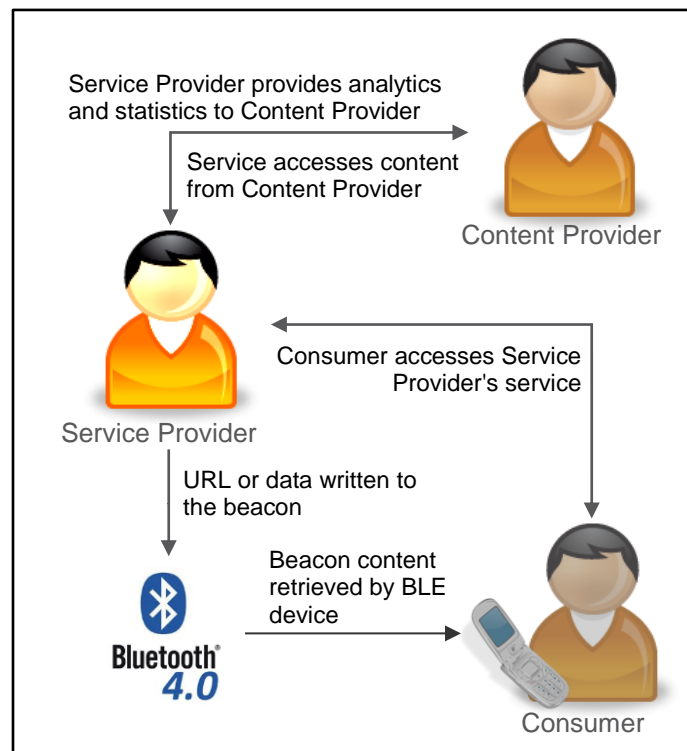 Service Provider provides analytics
and statistics to Content Provider
Service accesses content
from Content Provider
Content Provider
Consumer accesses Service
Provider's service
Service Provider
URL or data written to
the beacon
Beacon content
retrieved by BLE
device
Bluetooth®
4.0
Consumer